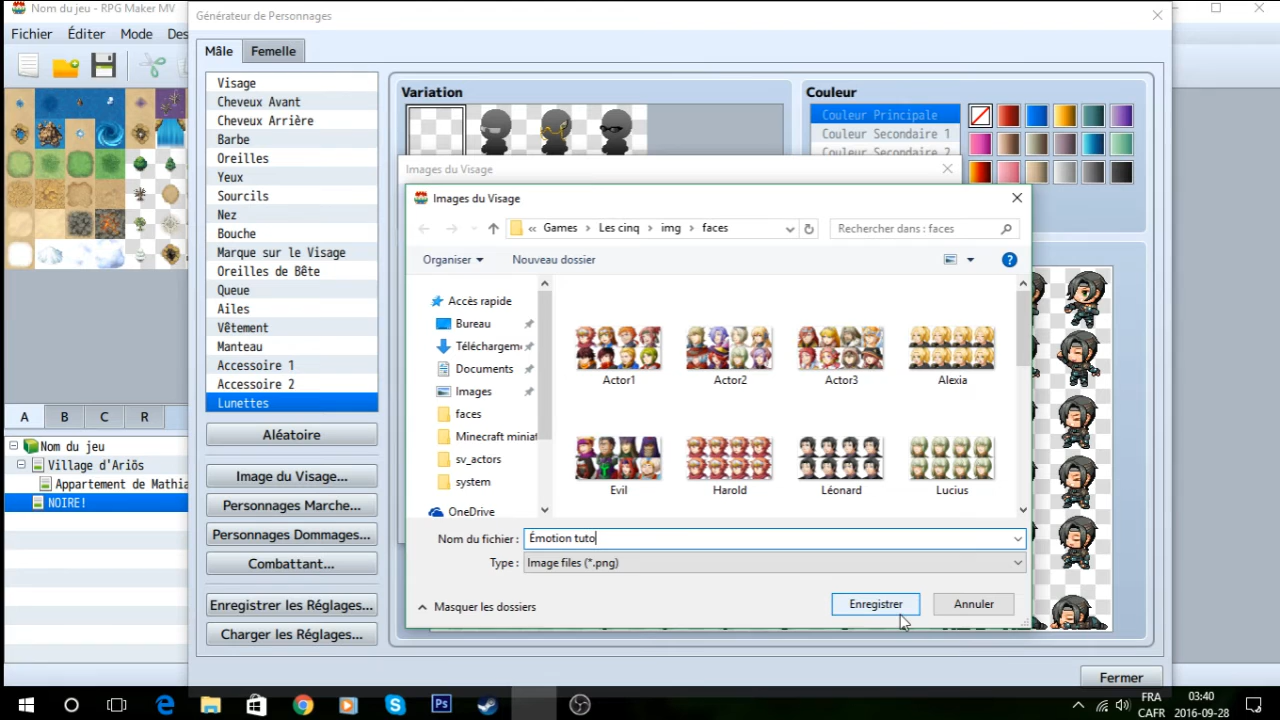 Nom du jeu - RPG Maker MV
Générateur de Personnages
Fichier Éditer Mode Des
Mâle Femelle
Visage
Cheveux Avant
Cheveux Arrière
Barbe
Oreilles
Yeux
Sourcils
Nez
Bouche
Marque sur le Visage
Oreilles de Bête
Queue
Ailes
Vêtement
Manteau
Accessoire 1
Accessoire 2
Lunettes
Aléatoire
Image du Visage...
Personnages Marche...
Personnages Dommages...
Combattant...
Enregistrer les Réglages...
Charger les Réglages...
Variation
Couleur
Couleur Principale
Couleur Secondaire 1
Couleur Secondaire 2
Images du Visage
Images du Visage
« Games Les cinq img faces
Rechercher dans : faces
Organiser Nouveau dossier
Accès rapide
Bureau
Téléchargem
Documents
Images
faces
Minecraft miniat
sv_actors
system
OneDrive
Actor1 Actor2 Actor3 Alexia
Evil Harold Léonard Lucius
Nom du fichier : Émotion tuto
Type : Image files (*.png)
Masquer les dossiers
Enregistrer Annuler
A B C R
Nom du jeu
Village d'Ariôs
Appartement de Mathia
NOIRE!
Fermer
FRA
CAFR
03:40
2016-09-28